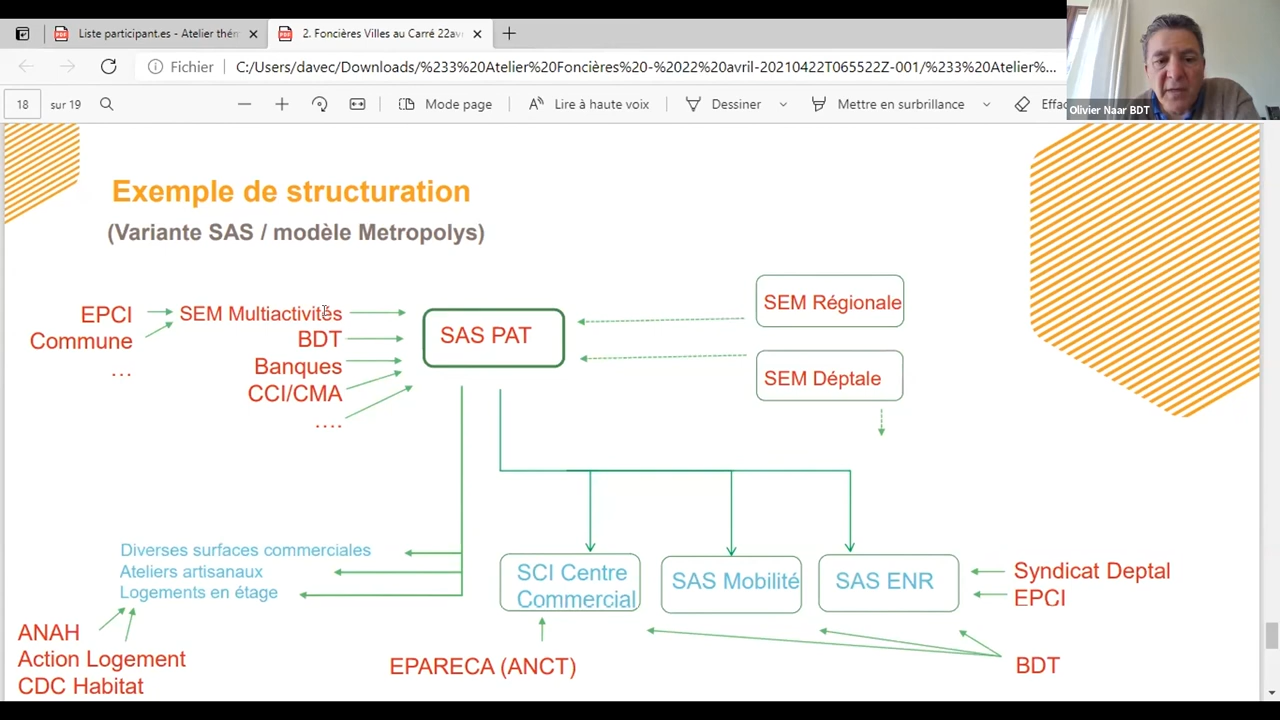 Liste participant.es - Atelier thén
2. Foncières Villes au Carré 22avr
Fichier
C:/Users/davec/Downloads/%233%20Atelier%20Foncières%20-%2022%20avril-20210422T065522Z-001/%233%20Atelier%...
18 sur 19
Mode page
Lire à haute voix
Dessiner
Mettre en surbrillance
Effa
Olivier Naar BDT
Exemple de structuration
(Variante SAS / modèle Metropolys)
EPCI
Commune
...
SEM Multiactivités
BDT
Banques
CCI/CMA
....
SAS PAT
SEM Régionale
SEM Déptale
Diverses surfaces commerciales
Ateliers artisanaux
Logements en étage
SCI Centre
Commercial
SAS Mobilité
SAS ENR
Syndicat Deptal
EPCI
ANAH
Action Logement
CDC Habitat
EPARECA (ANCT)
BDT